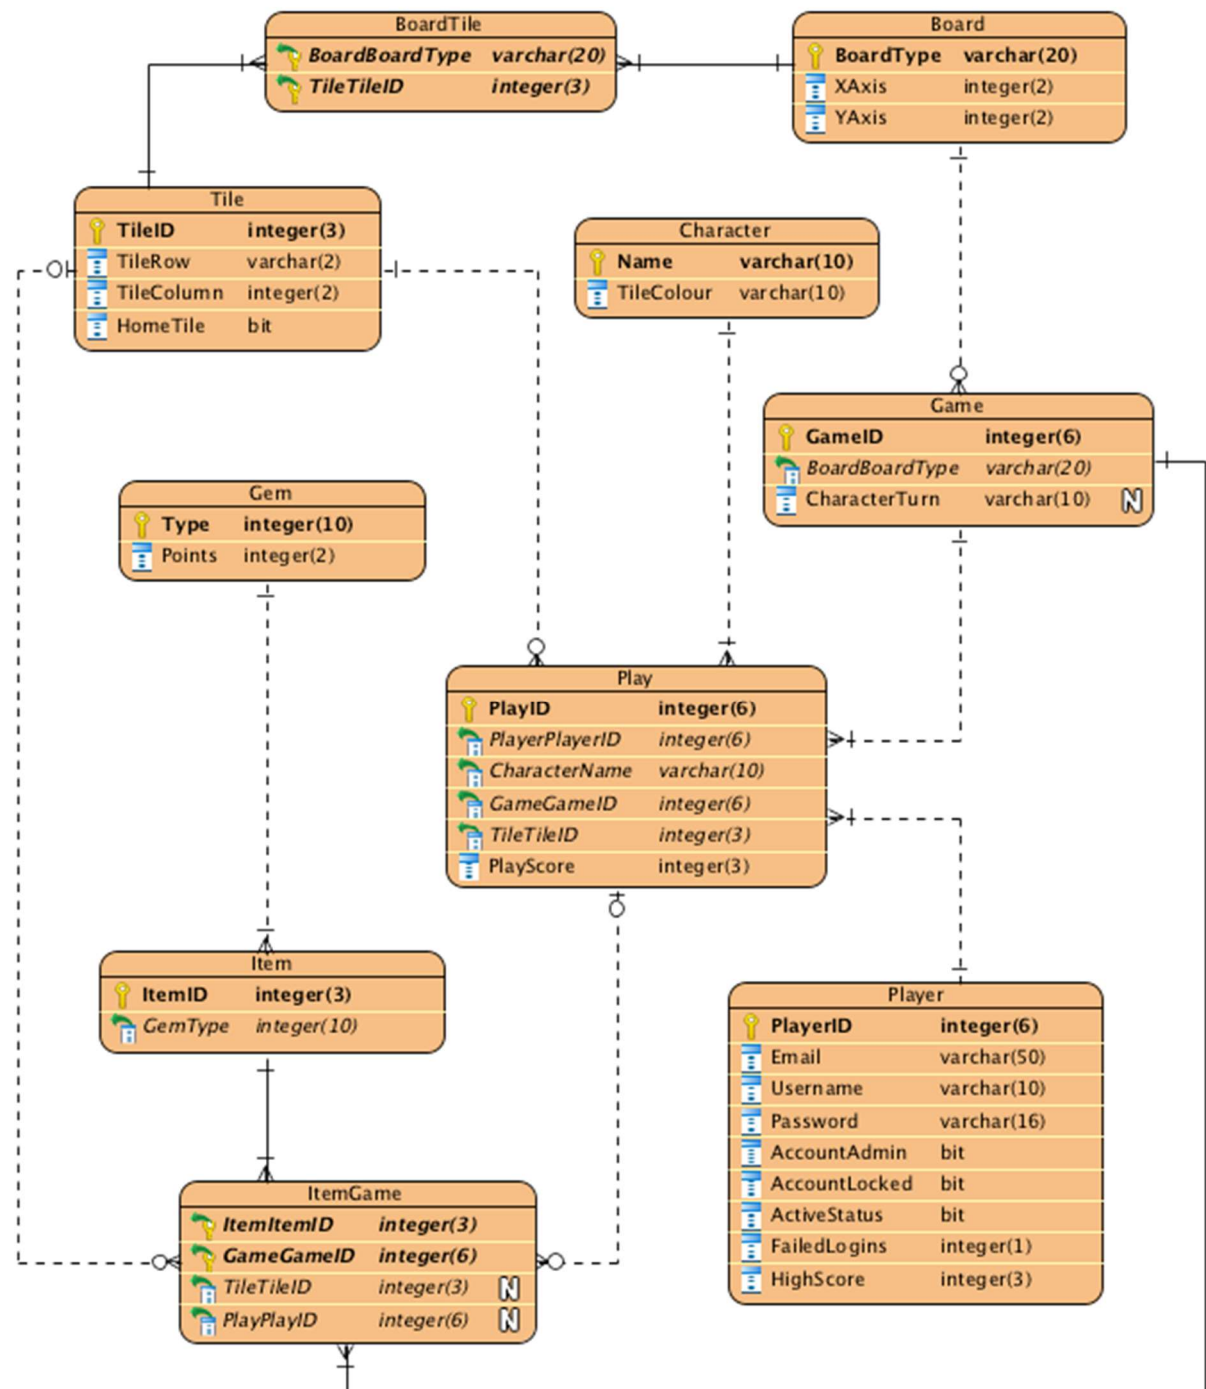 BoardTile
BoardBoardType varchar(20)
TileTileID integer(3)
Board
BoardType varchar(20)
XAxis integer(2)
YAxis integer(2)
Tile
TileID integer(3)
TileRow varchar(2)
TileColumn integer(2)
HomeTile bit
Character
Name varchar(10)
TileColour varchar(10)
Game
GameID integer(6)
BoardBoardType varchar(20)
CharacterTurn varchar(10) N
Gem
Type integer(10)
Points integer(2)
Play
PlayID integer(6)
PlayerPlayerID integer(6)
CharacterName varchar(10)
GameGameID integer(6)
TileTileID integer(3)
PlayScore integer(3)
Item
ItemID integer(3)
GemType integer(10)
Player
PlayerID integer(6)
Email varchar(50)
Username varchar(10)
Password varchar(16)
AccountAdmin bit
AccountLocked bit
ActiveStatus bit
FailedLogins integer(1)
HighScore integer(3)
ItemGame
ItemItemID integer(3)
GameGameID integer(6)
TileTileID integer(3) N
PlayPlayID integer(6) N